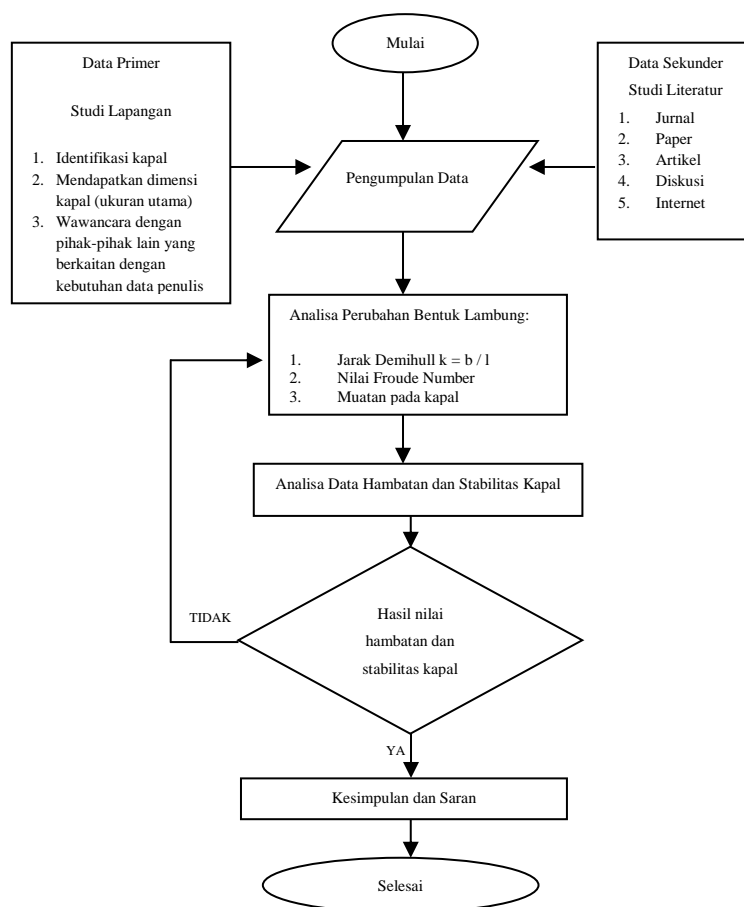 Mulai
Data Primer
Studi Lapangan
1. Identifikasi kapal
2. Mendapatkan dimensi
kapal (ukuran utama)
3. Wawancara dengan
pihak-pihak lain yang
berkaitan dengan
kebutuhan data penulis
Data Sekunder
Studi Literatur
1. Jurnal
2. Paper
3. Artikel
4. Diskusi
5. Internet
Pengumpulan Data
Analisa Perubahan Bentuk Lambung:
1. Jarak Demihull k = b / l
2. Nilai Froude Number
3. Muatan pada kapal
Analisa Data Hambatan dan Stabilitas Kapal
TIDAK
Hasil nilai
hambatan dan
stabilitas kapal
YA
Kesimpulan dan Saran
Selesai